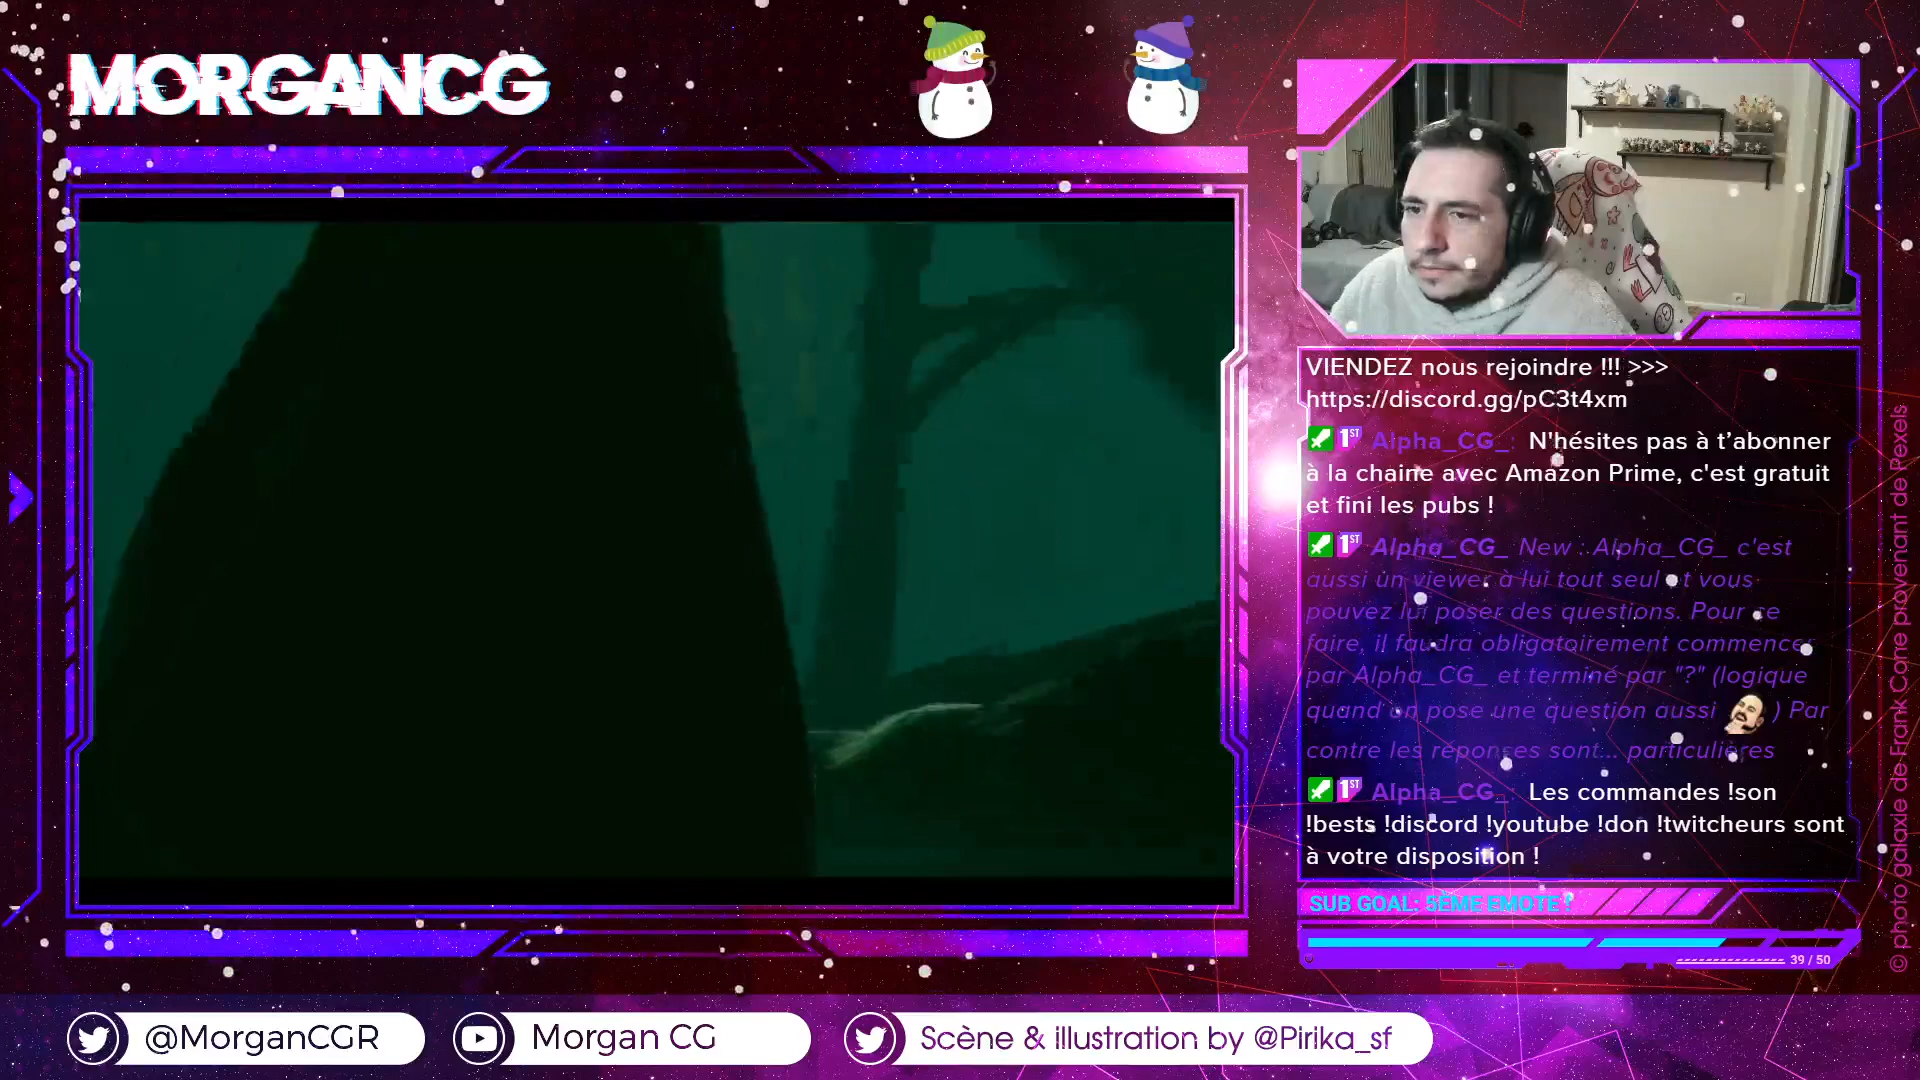 MORGANCG
VIENDEZ nous rejoindre !!! >>>
https://discord.gg/pC3t4xm
1ST Alpha_CG_: N'hésites pas à t’abonner
à la chaine avec Amazon Prime, c'est gratuit
et fini les pubs !
1ST Alpha_CG_ New : Alpha_CG_ c'est
aussi un viewer à lui tout seul et vous
pouvez lui poser des questions. Pour se
faire, il faudra obligatoirement commencer
par Alpha_CG_ et terminé par "?" (logique
quand on pose une question aussi ) Par
contre les réponses sont... particulières
1ST Alpha_CG_: Les commandes !son
!bests !discord !youtube !don !twitcheurs sont
à votre disposition !
SUB GOAL: 5ÈME EMOTE ?
39 / 50
© photo galaxie de Frank Cone provenant de Pexels
@MorganCGR
Morgan CG
Scène & illustration by @Pirika_sf